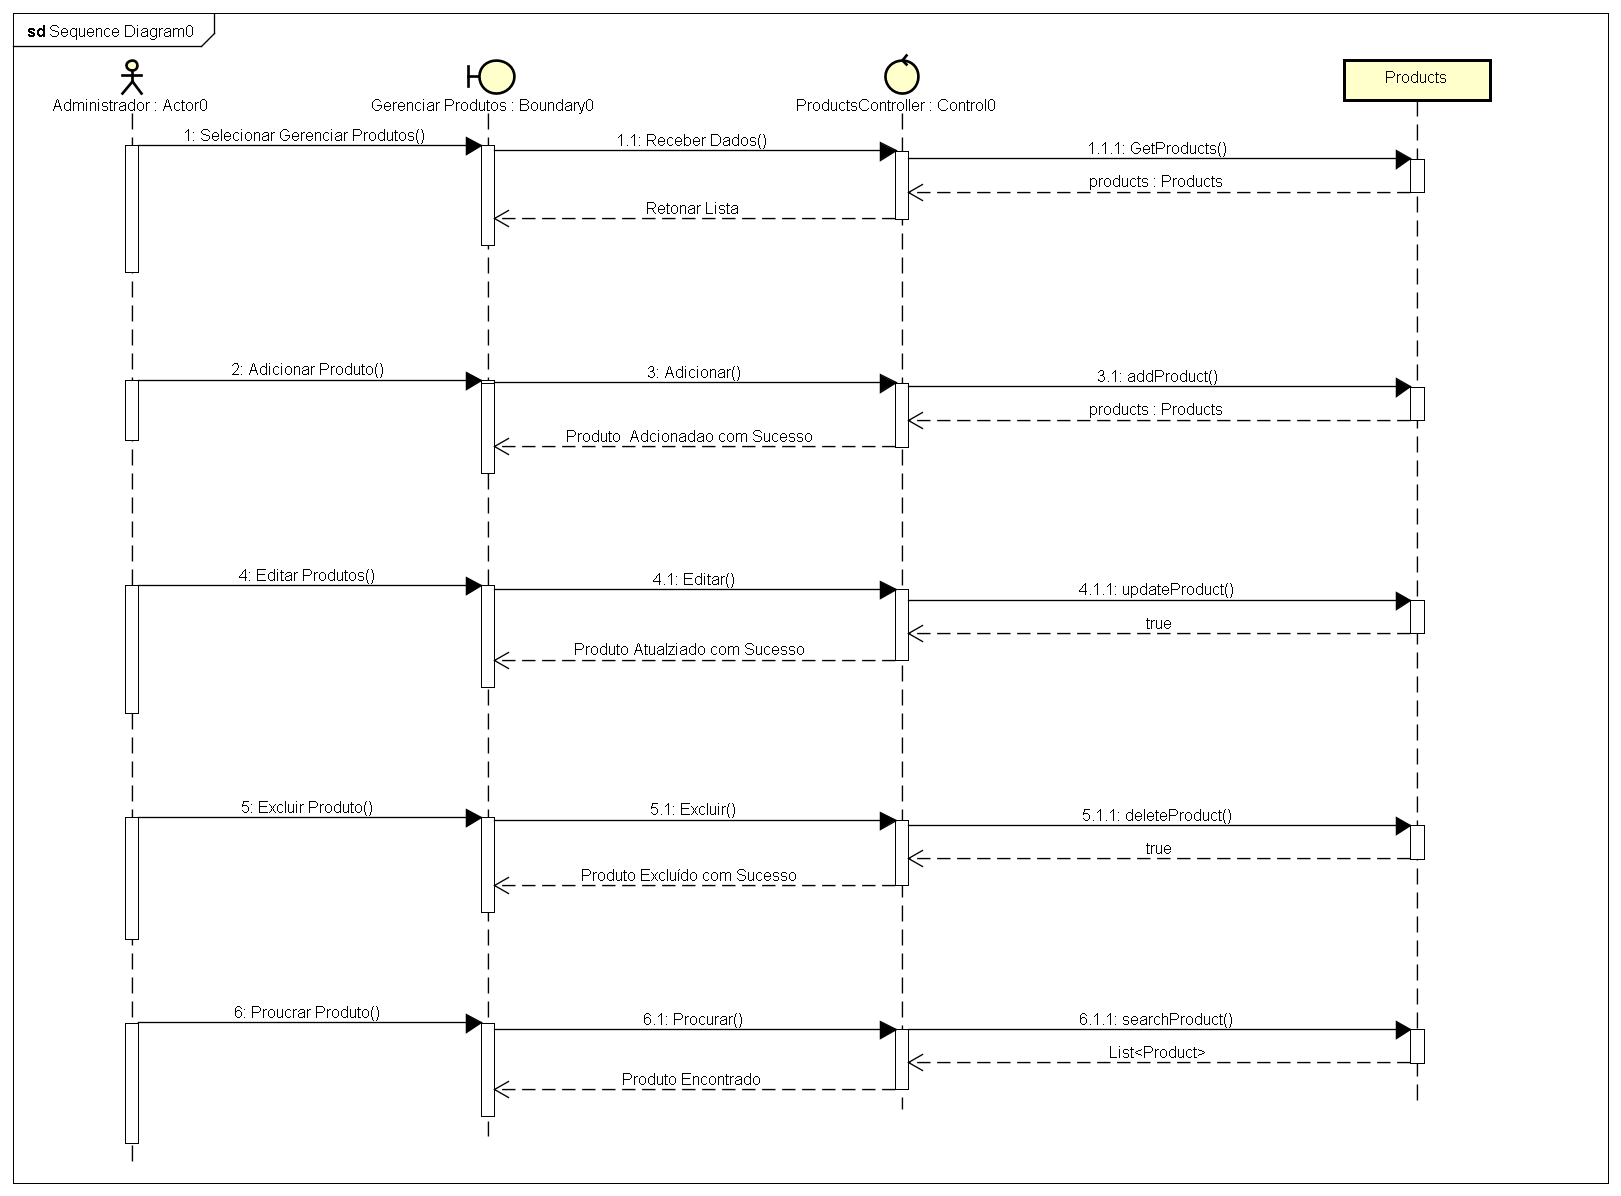 sd Sequence Diagram0
Administrador : Actor0
Gerenciar Produtos : Boundary0
ProductsController : Control0
Products
1: Selecionar Gerenciar Produtos()
1.1: Receber Dados()
1.1.1: GetProducts()
products : Products
Retonar Lista
2: Adicionar Produto()
3: Adicionar()
3.1: addProduct()
products : Products
Produto  Adcionadao com Sucesso
4: Editar Produtos()
4.1: Editar()
4.1.1: updateProduct()
true
Produto Atualziado com Sucesso
5: Excluir Produto()
5.1: Excluir()
5.1.1: deleteProduct()
true
Produto Excluído com Sucesso
6: Proucrar Produto()
6.1: Procurar()
6.1.1: searchProduct()
List<Product>
Produto Encontrado